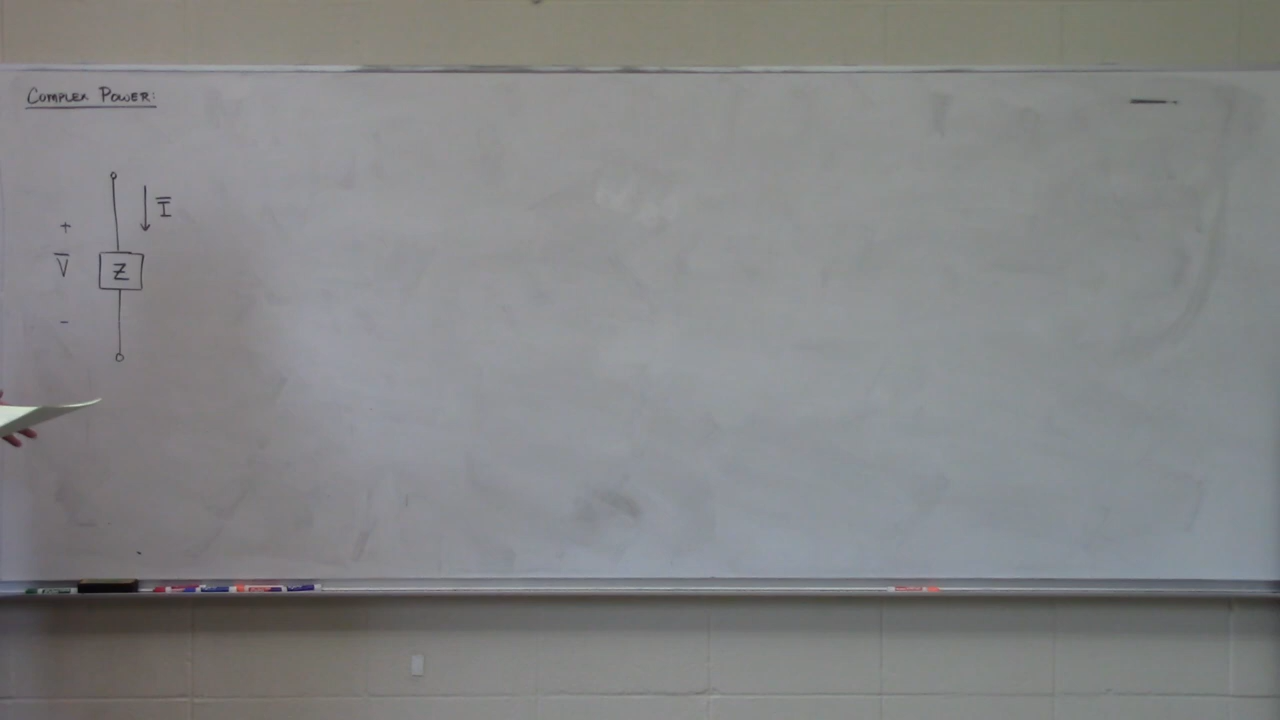 COMPLEX POWER:
I̅
+
V̅
Z
-